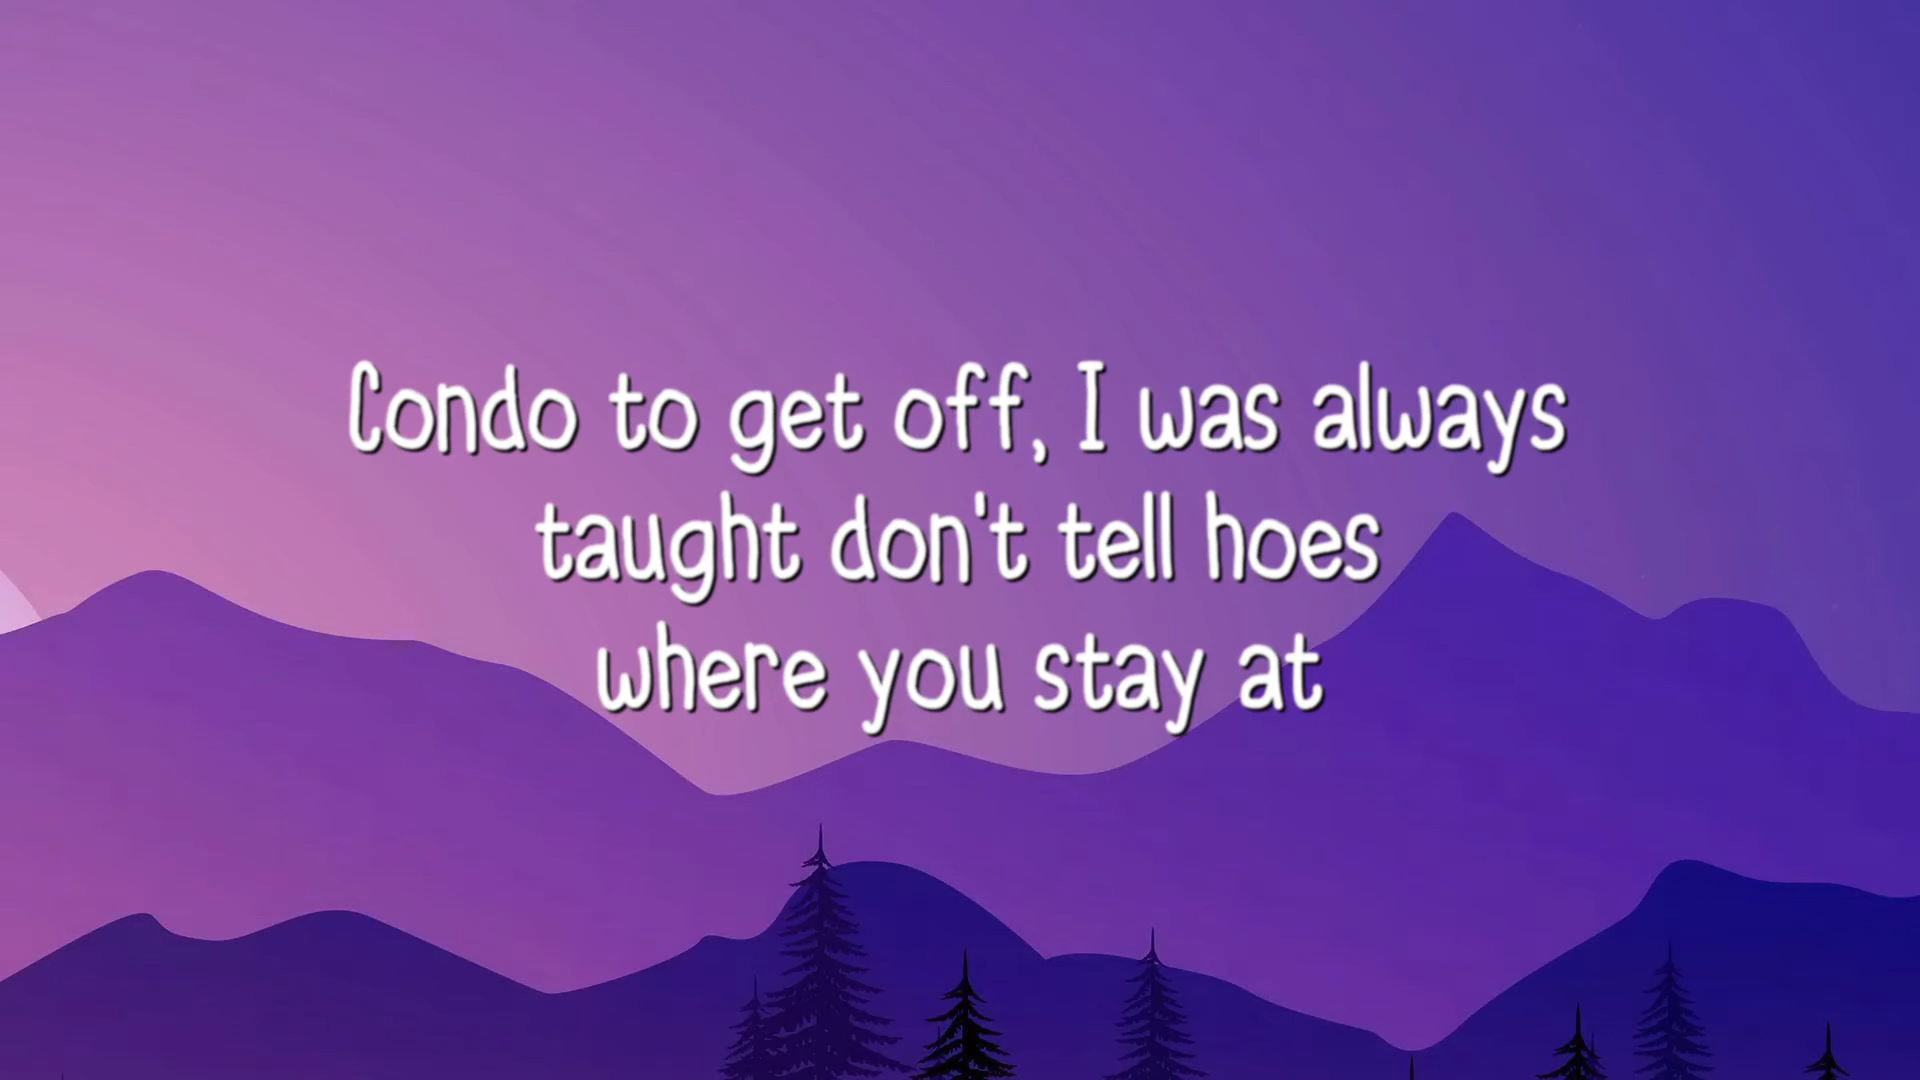 Condo to get off, I was always
taught don't tell hoes
where you stay at